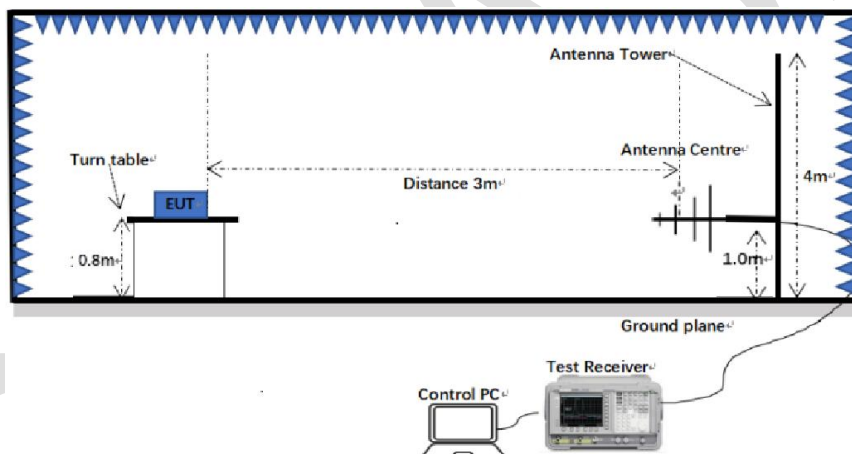 Antenna Tower
Turn table
Antenna Centre
Distance 3m
4m
EUT
: 0.8m
1.0m
Ground plane
Test Receiver
Control PC